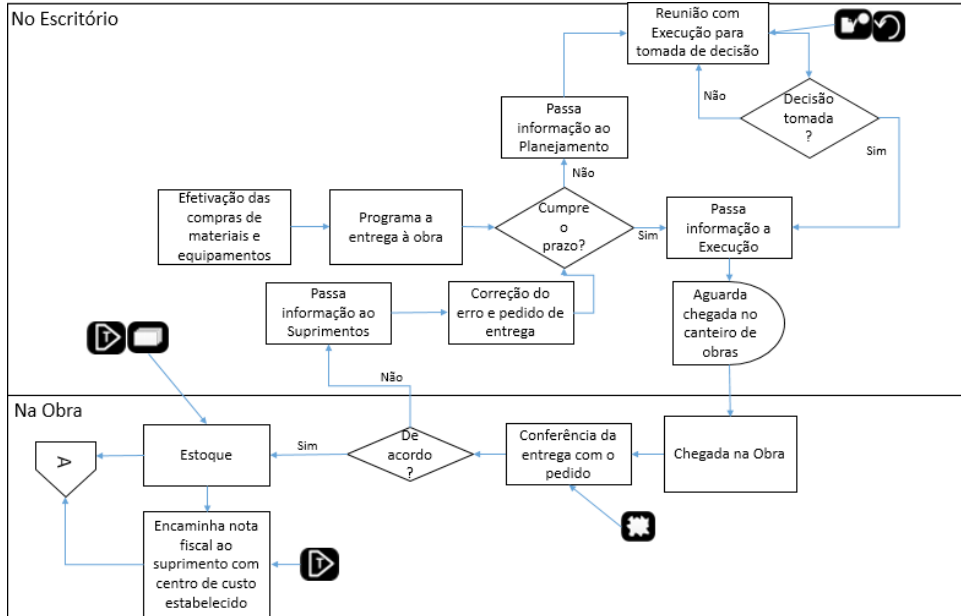 No Escritório
Reunião com
Execução para
tomada de decisão
Não
Decisão
tomada
?
Sim
Passa
informação ao
Planejamento
Não
Efetivação das
compras de
materiais e
equipamentos
Programa a
entrega à obra
Cumpre
o
prazo?
Sim
Passa
informação a
Execução
Passa
informação ao
Suprimentos
Correção do
erro e pedido de
entrega
Aguarda
chegada no
canteiro de
obras
T
Não
Na Obra
A
Estoque
Sim
De
acordo
?
Conferência da
entrega com o
pedido
Chegada na Obra
Encaminha nota
fiscal ao
suprimento com
centro de custo
estabelecido
T